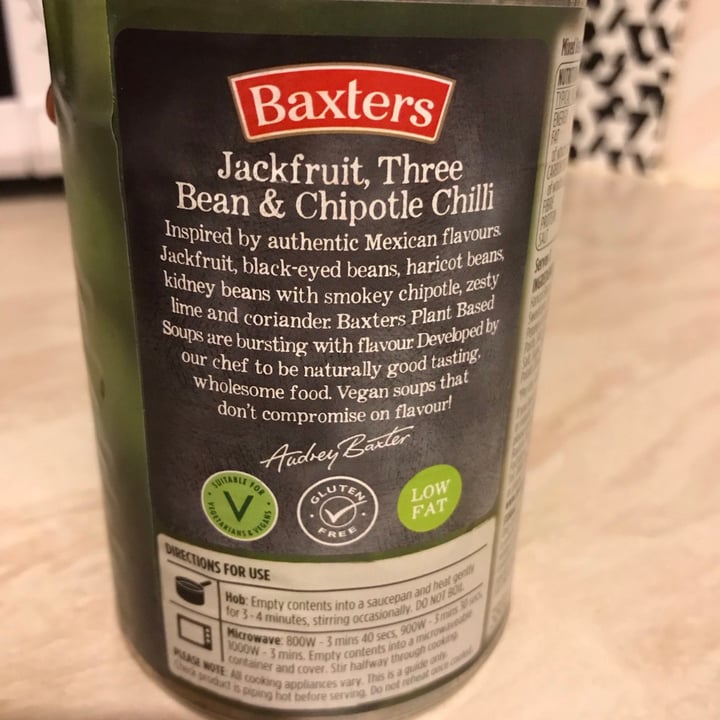 Baxters
Jackfruit, Three
Bean & Chipotle Chilli
Inspired by authentic Mexican flavours.
Jackfruit, black-eyed beans, haricot beans,
kidney beans with smokey chipotle, zesty
lime and coriander. Baxters Plant Based
Soups are bursting with flavour. Developed by
our chef to be naturally good tasting,
wholesome food. Vegan soups that
don't compromise on flavour!
Audrey Baxter
SUITABLE FOR
V
VEGETARIANS & VEGANS
GLUTEN
FREE
LOW
FAT
DIRECTIONS FOR USE
Hob: Empty contents into a saucepan and heat gently
for 3-4 minutes, stirring occasionally. DO NOT BOIL.
Microwave: 800W - 3 mins 40 secs, 900W - 3 mins 30 secs,
1000W - 3 mins. Empty contents into a microwaveable
container and cover. Stir halfway through cooking.
PLEASE NOTE: All cooking appliances vary. This is a guide only.
Check product is piping hot before serving. Do not reheat once cooled.